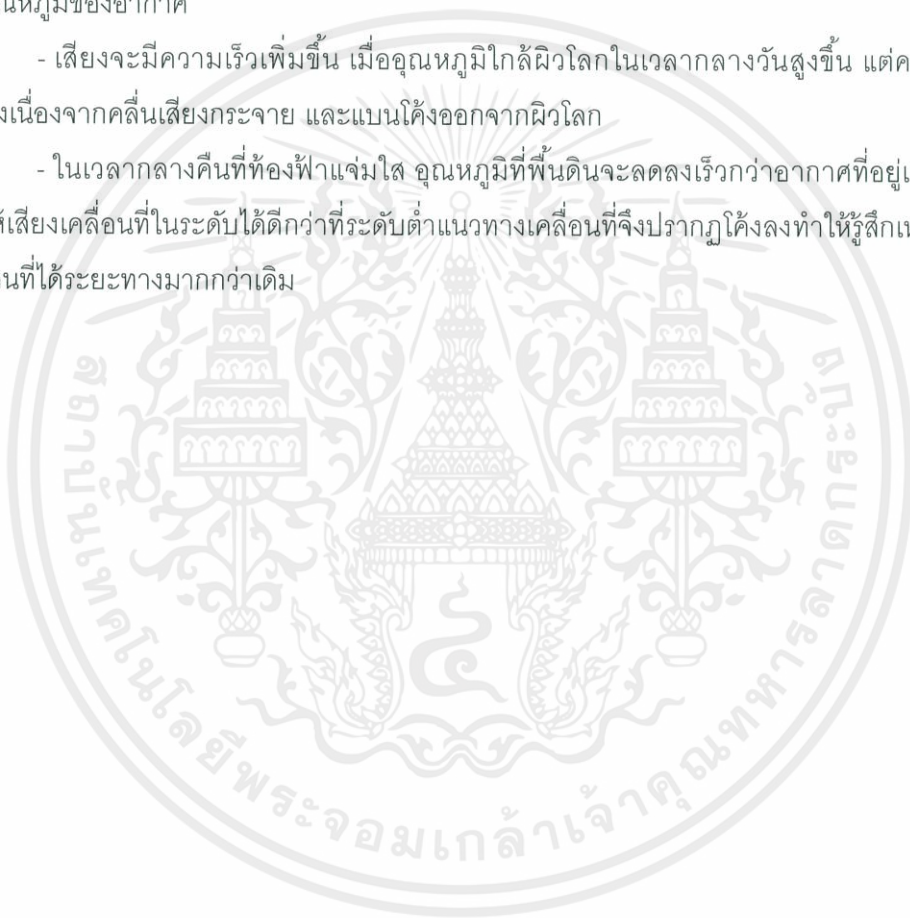 นหภูมิของอากาศ
- เสียงจะมีความเร็วเพิ่มขึ้น เมื่ออุณหภูมิใกล้ผิวโลกในเวลากลางวันสูงขึ้น แต่ค
งเนื่องจากคลื่นเสียงกระจาย และแบนโค้งออกจากผิวโลก
- ในเวลากลางคืนที่ท้องฟ้าแจ่มใส อุณหภูมิที่พื้นดินจะลดลงเร็วกว่าอากาศที่อยู่เ
ห้เสียงเคลื่อนที่ในระดับได้ดีกว่าที่ระดับต่ำแนวทางเคลื่อนที่จึงปรากฏโค้งลงทำให้รู้สึกเห
อนที่ได้ระยะทางมากกว่าเดิม
สถาบันเทคโนโลยีพระจอมเกล้าเจ้าคุณทหารลาดกระบัง